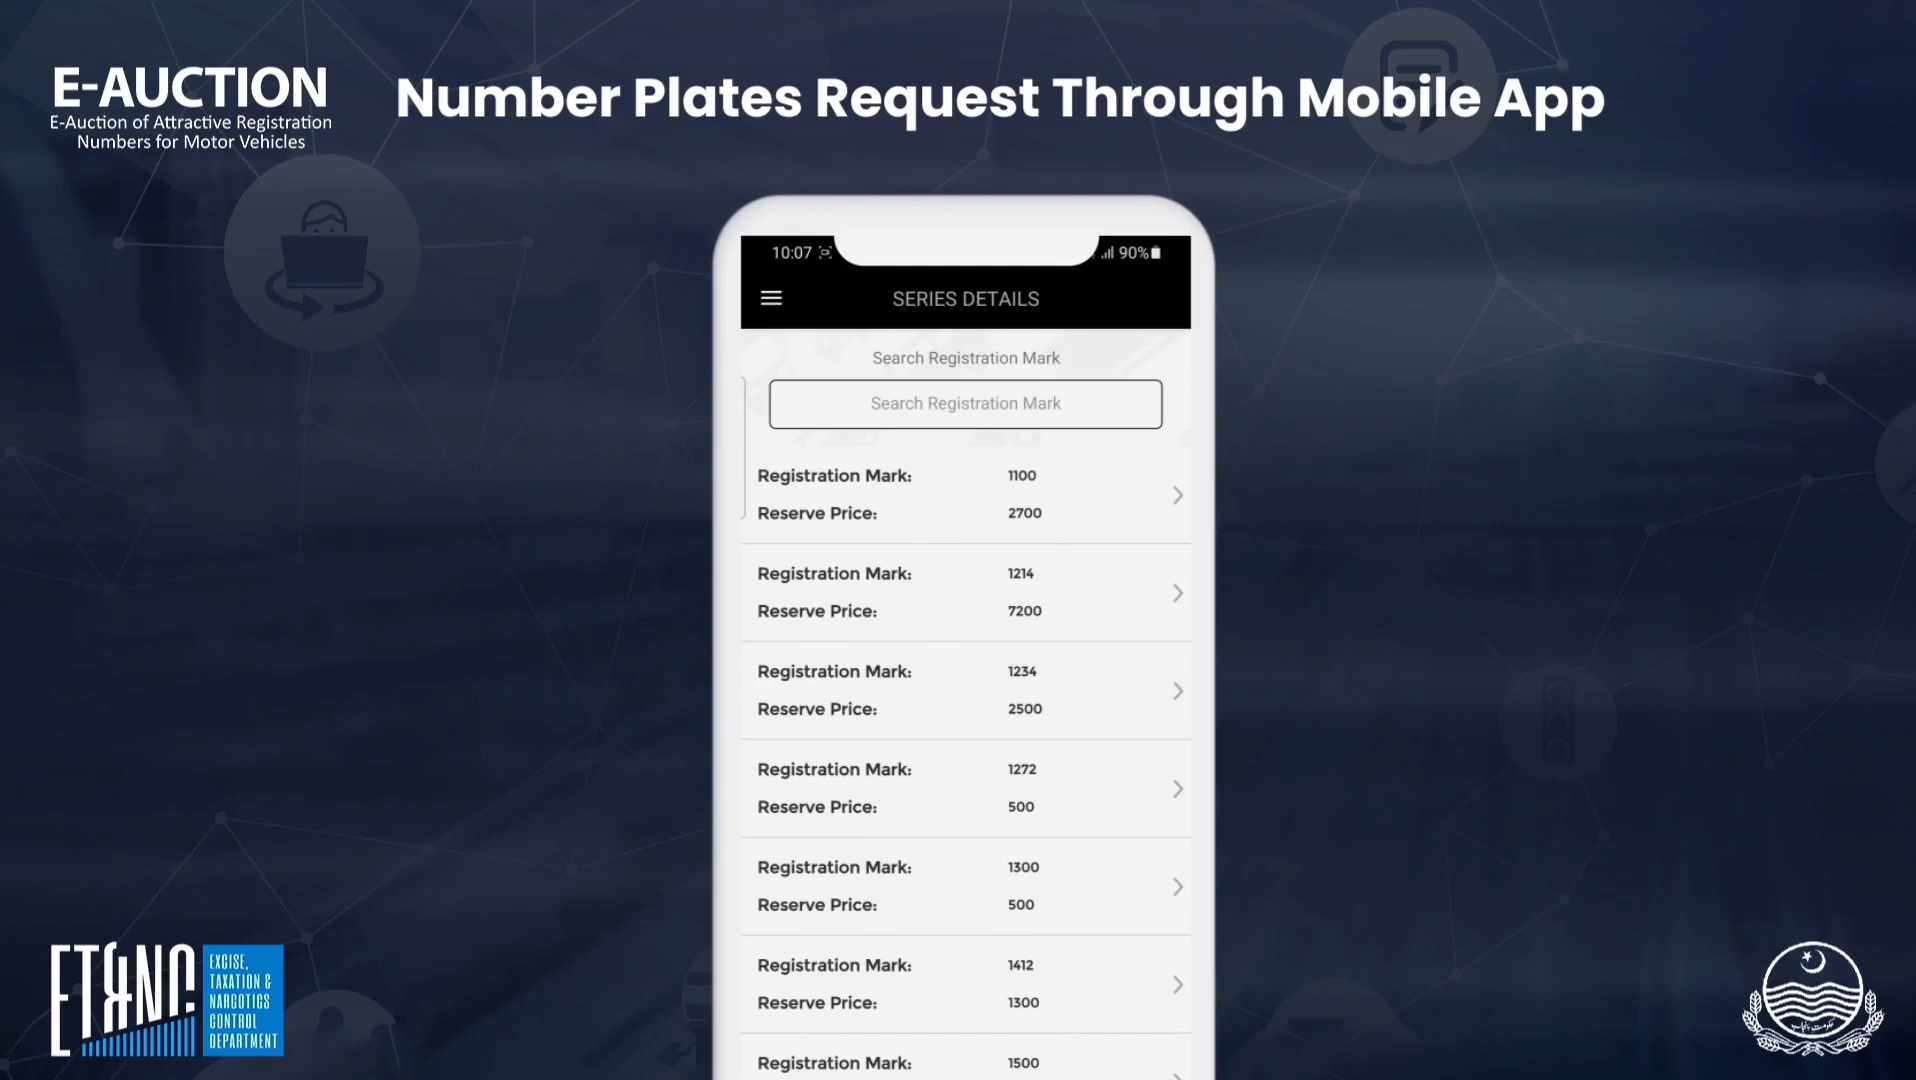 E-AUCTION
E-Auction of Attractive Registration
Numbers for Motor Vehicles
Number Plates Request Through Mobile App
10:07
90%
SERIES DETAILS
Search Registration Mark
Search Registration Mark
Registration Mark: 1100
Reserve Price: 2700
Registration Mark: 1214
Reserve Price: 7200
Registration Mark: 1234
Reserve Price: 2500
Registration Mark: 1272
Reserve Price: 500
Registration Mark: 1300
Reserve Price: 500
Registration Mark: 1412
Reserve Price: 1300
Registration Mark: 1500
ET&NC
EXCISE,
TAXATION &
NARCOTICS
CONTROL
DEPARTMENT
حکومت پنجاب